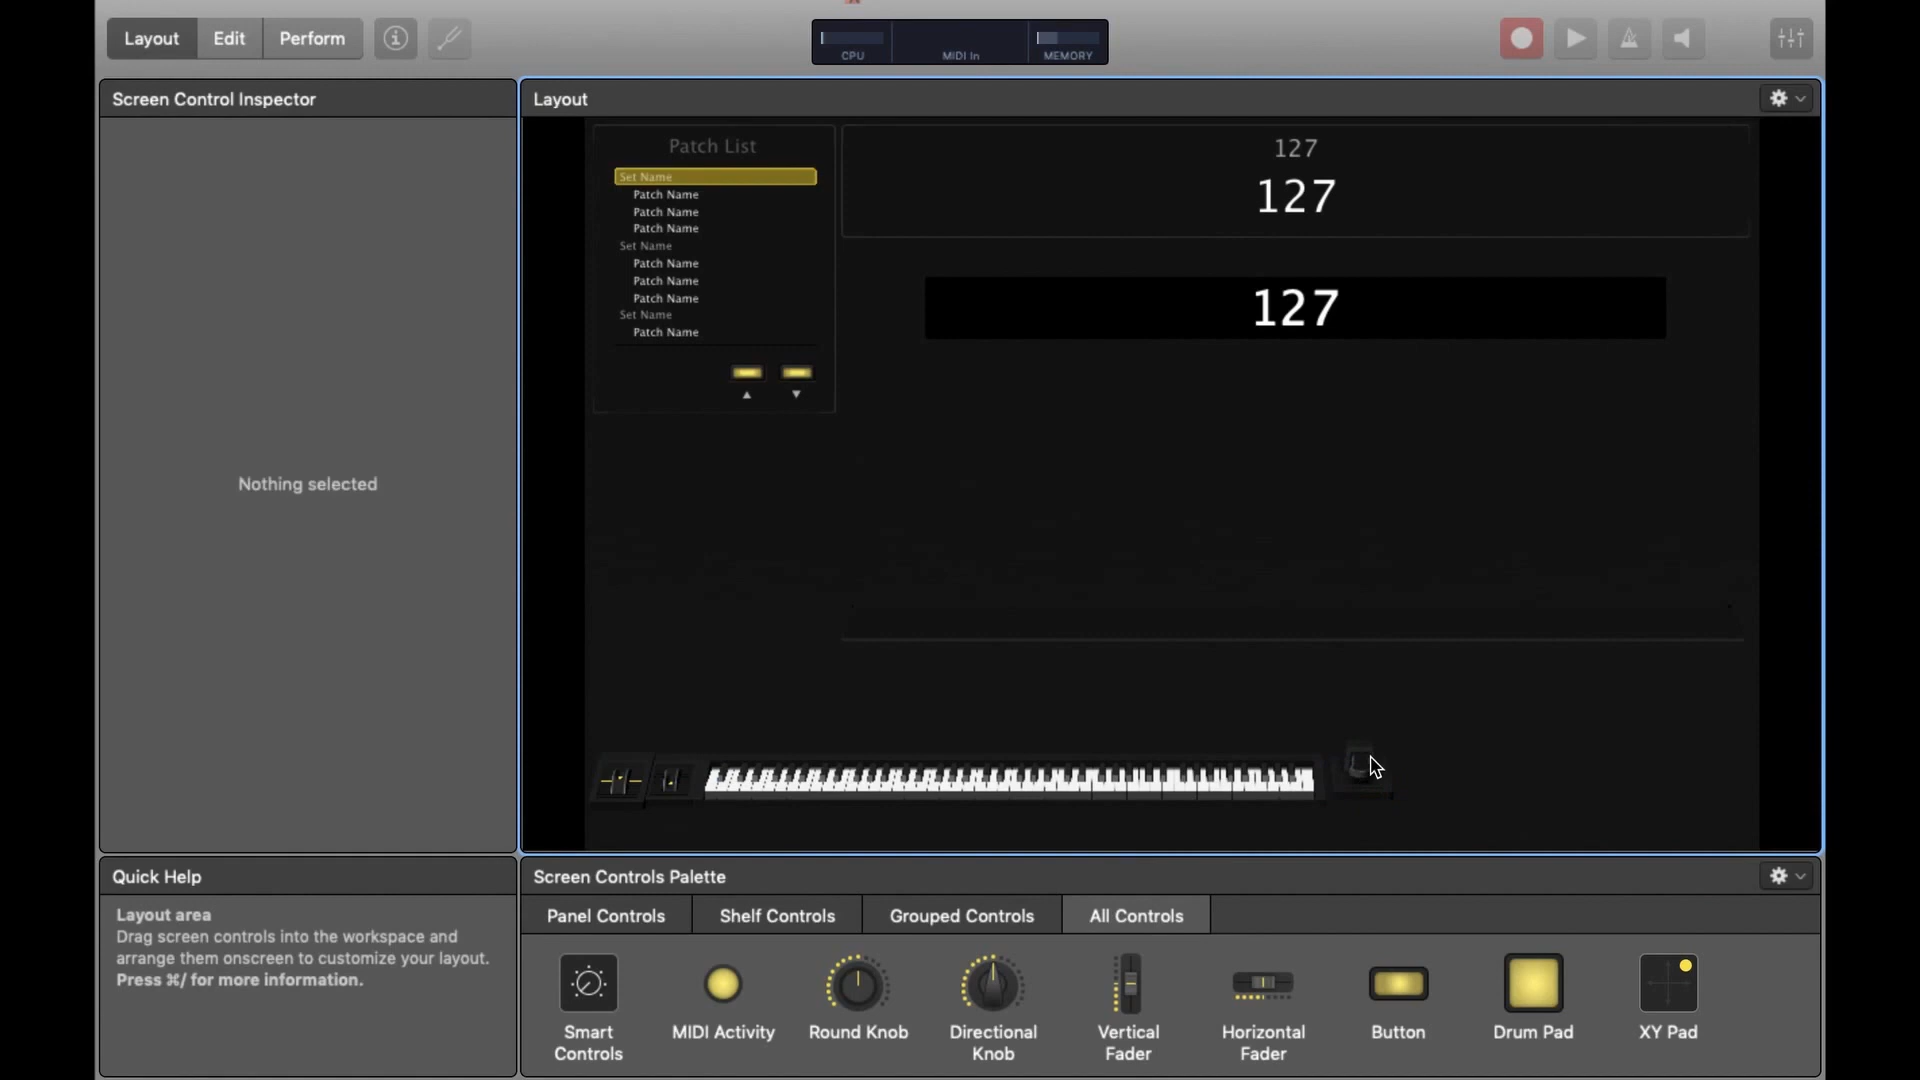 Layout
Edit
Perform
CPU
MIDI In
MEMORY
Screen Control Inspector
Nothing selected
Layout
Patch List
Set Name
Patch Name
Patch Name
Patch Name
Set Name
Patch Name
Patch Name
Patch Name
Set Name
Patch Name
127
127
127
Quick Help
Layout area
Drag screen controls into the workspace and
arrange them onscreen to customize your layout.
Press ⌘/ for more information.
Screen Controls Palette
Panel Controls
Shelf Controls
Grouped Controls
All Controls
Smart
Controls
MIDI Activity
Round Knob
Directional
Knob
Vertical
Fader
Horizontal
Fader
Button
Drum Pad
XY Pad